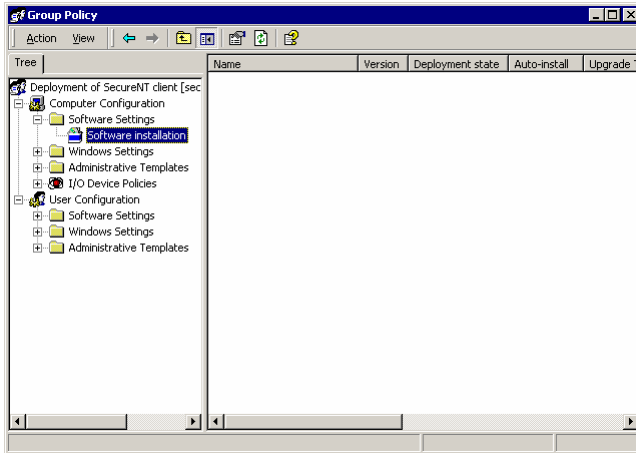 Group Policy
Action View
Tree
Name Version Deployment state Auto-install Upgrade
Deployment of SecureNT client [sec
Computer Configuration
Software Settings
Software installation
Windows Settings
Administrative Templates
I/O Device Policies
User Configuration
Software Settings
Windows Settings
Administrative Templates